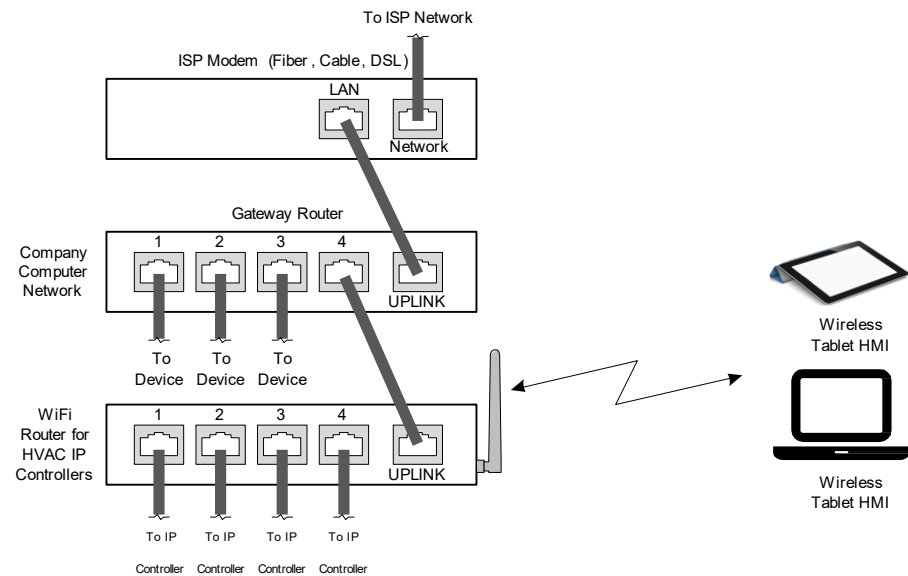 To ISP Network
ISP Modem (Fiber, Cable, DSL)
LAN
Network
Gateway Router
Company
Computer
Network
1 2 3 4
UPLINK
To To To
Device Device Device
Wireless
Tablet HMI
WiFi
Router for
HVAC IP
Controllers
1 2 3 4
UPLINK
To IP To IP To IP To IP
Controller Controller Controller Controller
Wireless
Tablet HMI